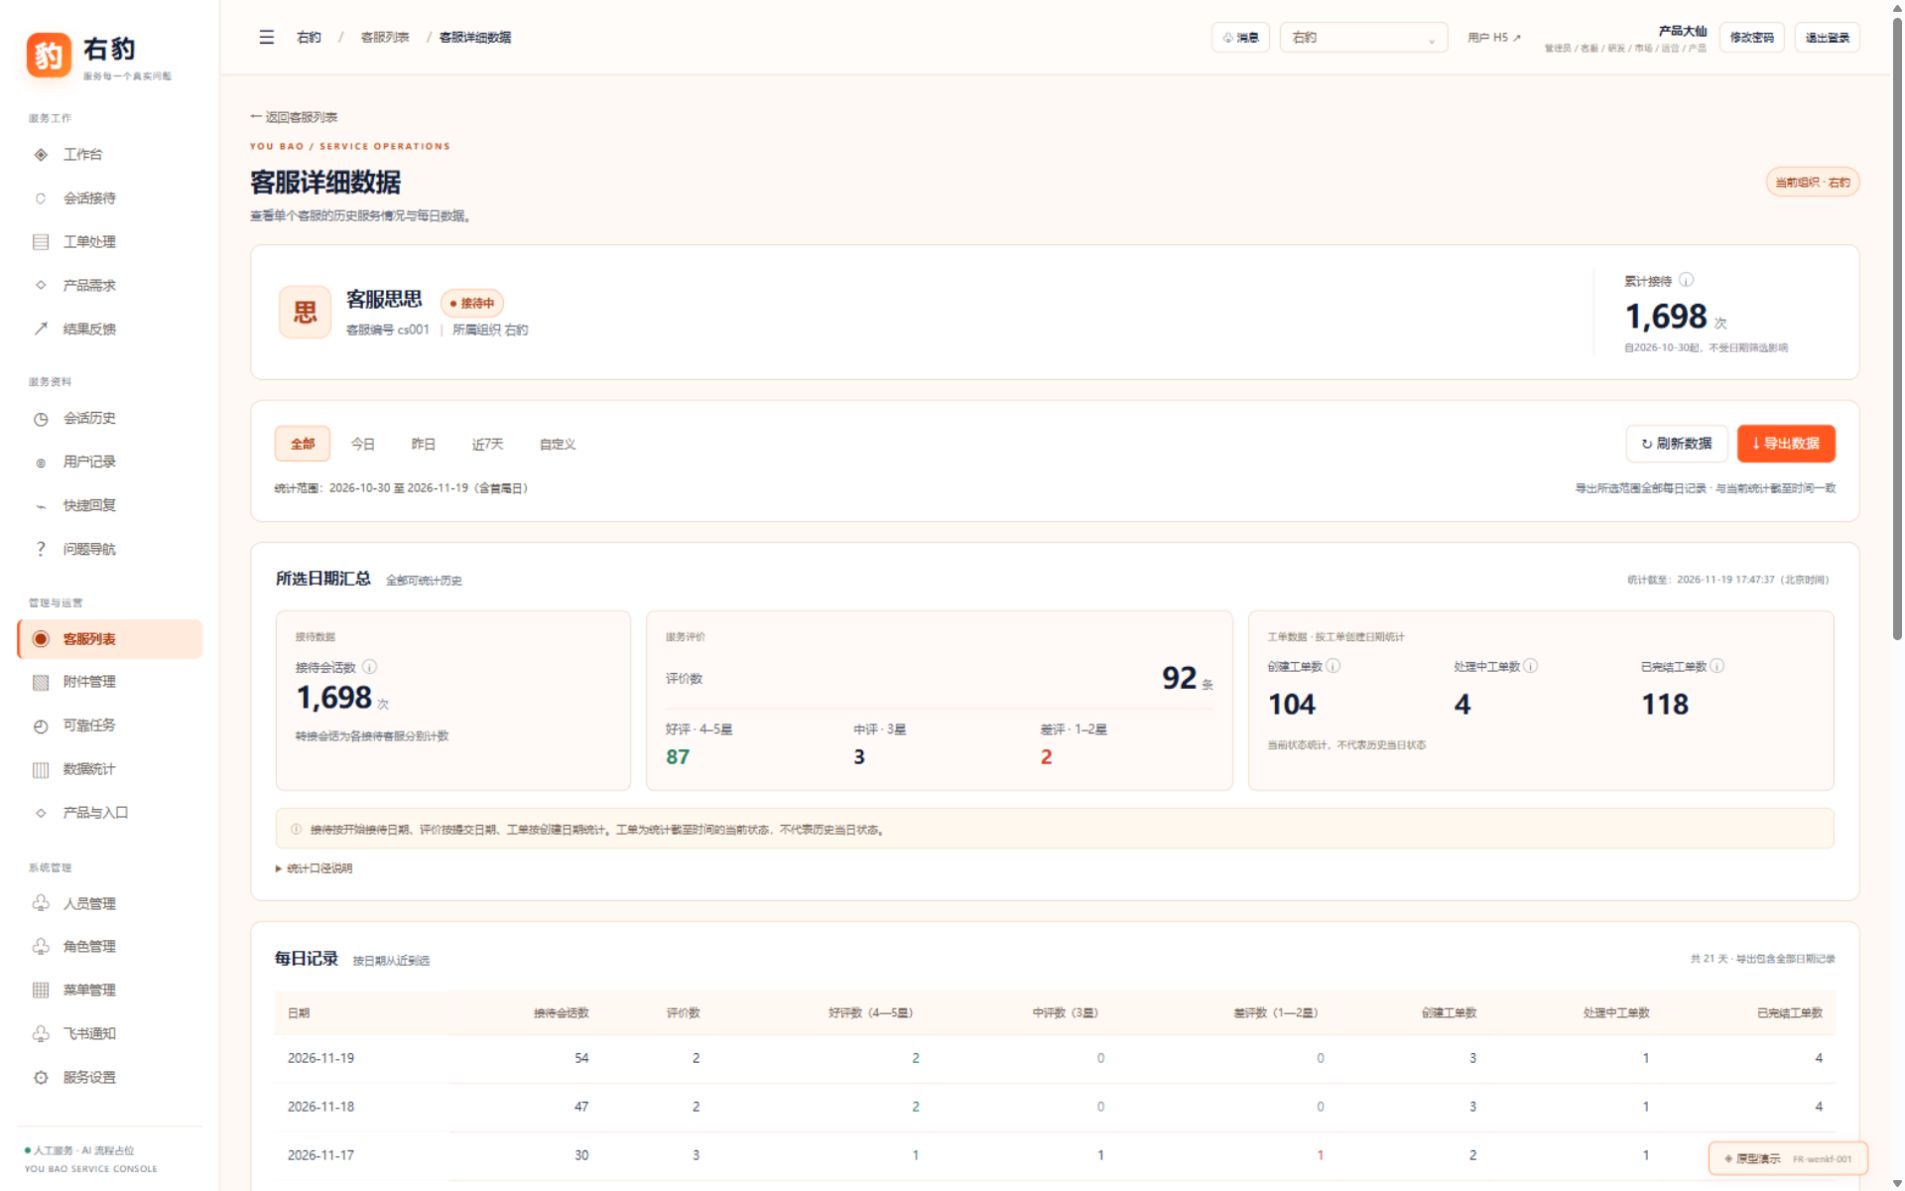 豹 右豹
服务每一个真实问题
服务工作
工作台
会话接待
工单处理
产品需求
结果反馈
服务资料
会话历史
用户记录
快捷回复
? 问题导航
管理与运营
客服列表
附件管理
可靠任务
数据统计
产品与入口
系统管理
人员管理
角色管理
菜单管理
飞书通知
服务设置
人工服务 · AI 流程占位
YOU BAO SERVICE CONSOLE
☰ 右豹 / 客服列表 / 客服详细数据
消息
右豹
用户 H5 ↗
产品大仙
管理员 / 客服 / 研发 / 市场 / 运营 / 产品
修改密码
退出登录
← 返回客服列表
YOU BAO / SERVICE OPERATIONS
客服详细数据
查看单个客服的历史服务情况与每日数据。
当前组织 · 右豹
思
客服思思 接待中
客服编号 cs001 | 所属组织 右豹
累计接待
1,698 次
自2026-10-30起，不受日期筛选影响
全部 今日 昨日 近7天 自定义
↻ 刷新数据 ↓ 导出数据
统计范围：2026-10-30 至 2026-11-19（含首尾日）
导出所选范围全部每日记录 · 与当前统计截至时间一致
所选日期汇总 全部可统计历史
统计截至：2026-11-19 17:47:37（北京时间）
接待数据
接待会话数
1,698 次
转接会话为各接待客服分别计数
服务评价
评价数 92 条
好评 · 4–5星 中评 · 3星 差评 · 1–2星
87 3 2
工单数据 · 按工单创建日期统计
创建工单数 处理中工单数 已完结工单数
104 4 118
当前状态统计，不代表历史当日状态
接待按开始接待日期、评价按提交日期、工单按创建日期统计。工单为统计截至时间的当前状态，不代表历史当日状态。
▶ 统计口径说明
每日记录 按日期从近到远
共 21 天 · 导出包含全部日期记录
日期 接待会话数 评价数 好评数（4—5星） 中评数（3星） 差评数（1—2星） 创建工单数 处理中工单数 已完结工单数
2026-11-19 54 2 2 0 0 3 1 4
2026-11-18 47 2 2 0 0 3 1 4
2026-11-17 30 3 1 1 1 2 1
原型演示 FR-wenkf-001